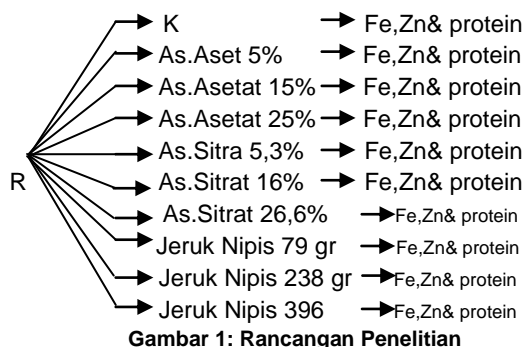 K Fe,Zn& protein
As.Aset 5% Fe,Zn& protein
As.Asetat 15% Fe,Zn& protein
As.Asetat 25% Fe,Zn& protein
As.Sitra 5,3% Fe,Zn& protein
R As.Sitrat 16% Fe,Zn& protein
As.Sitrat 26,6% Fe,Zn& protein
Jeruk Nipis 79 gr Fe,Zn& protein
Jeruk Nipis 238 gr Fe,Zn& protein
Jeruk Nipis 396 Fe,Zn& protein
Gambar 1: Rancangan Penelitian